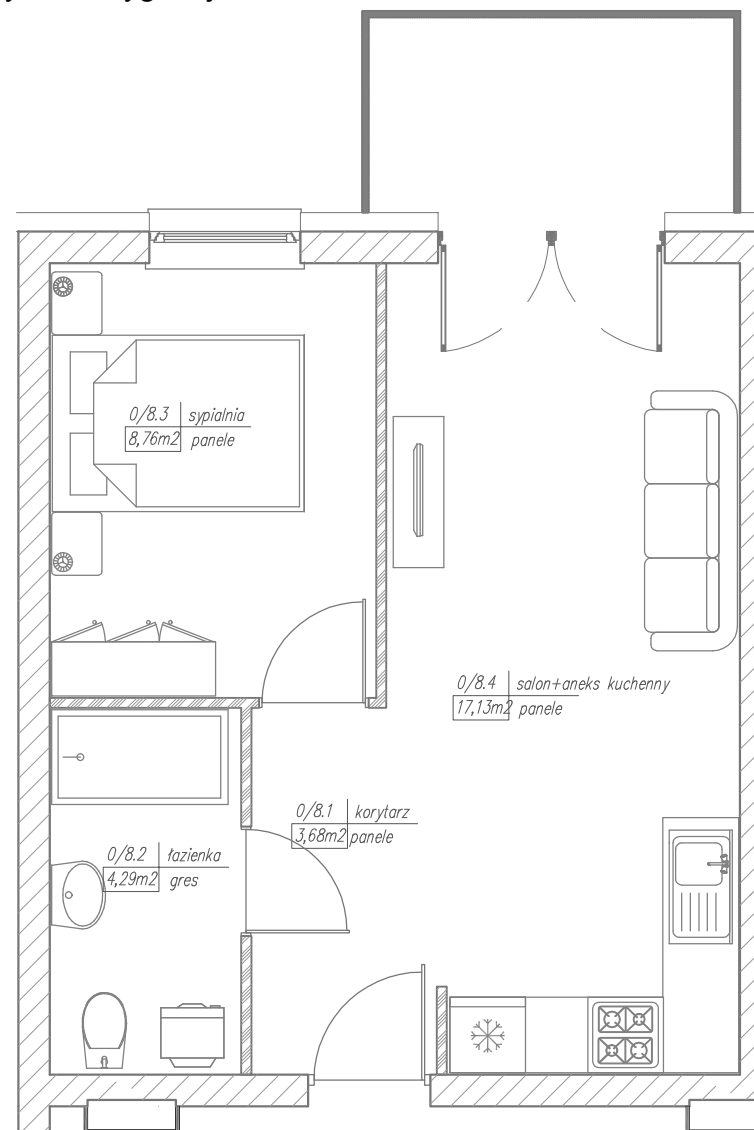 0/8.3 sypialnia
8,76m2 panele
0/8.4 salon+aneks kuchenny
17,13m2 panele
0/8.1 korytarz
3,68m2 panele
0/8.2 łazienka
4,29m2 gres